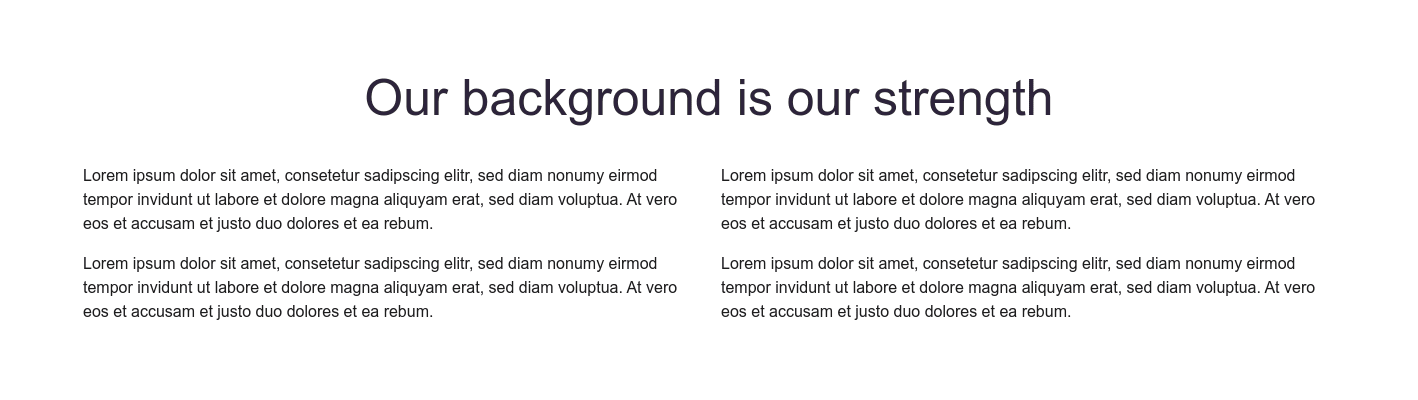 Our background is our strength
Lorem ipsum dolor sit amet, consetetur sadipscing elitr, sed diam nonumy eirmod
tempor invidunt ut labore et dolore magna aliquyam erat, sed diam voluptua. At vero
eos et accusam et justo duo dolores et ea rebum.
Lorem ipsum dolor sit amet, consetetur sadipscing elitr, sed diam nonumy eirmod
tempor invidunt ut labore et dolore magna aliquyam erat, sed diam voluptua. At vero
eos et accusam et justo duo dolores et ea rebum.
Lorem ipsum dolor sit amet, consetetur sadipscing elitr, sed diam nonumy eirmod
tempor invidunt ut labore et dolore magna aliquyam erat, sed diam voluptua. At vero
eos et accusam et justo duo dolores et ea rebum.
Lorem ipsum dolor sit amet, consetetur sadipscing elitr, sed diam nonumy eirmod
tempor invidunt ut labore et dolore magna aliquyam erat, sed diam voluptua. At vero
eos et accusam et justo duo dolores et ea rebum.